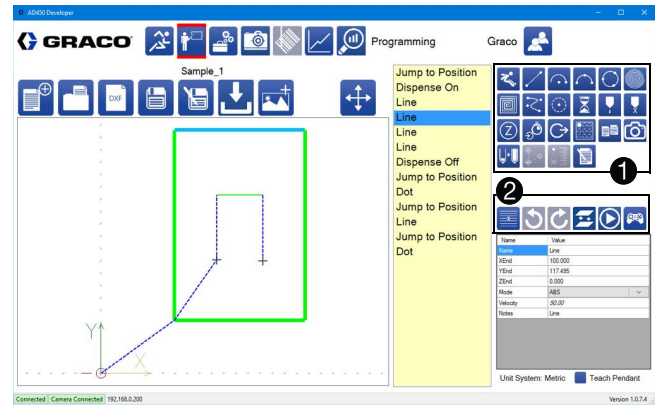 AD450 Developer
GRACO
Programming
Graco
Sample_1
DXF
Jump to Position
Dispense On
Line
Line
Line
Line
Dispense Off
Jump to Position
Dot
Jump to Position
Line
Jump to Position
Dot
Z
1
2
Name Value
Name Line
XEnd 100.000
YEnd 117.495
ZEnd 0.000
Mode ABS
Velocity 50.00
Notes Line
Y
X
Unit System: Metric Teach Pendant
Connected Camera Connected 192.168.0.200 Version 1.0.7.4